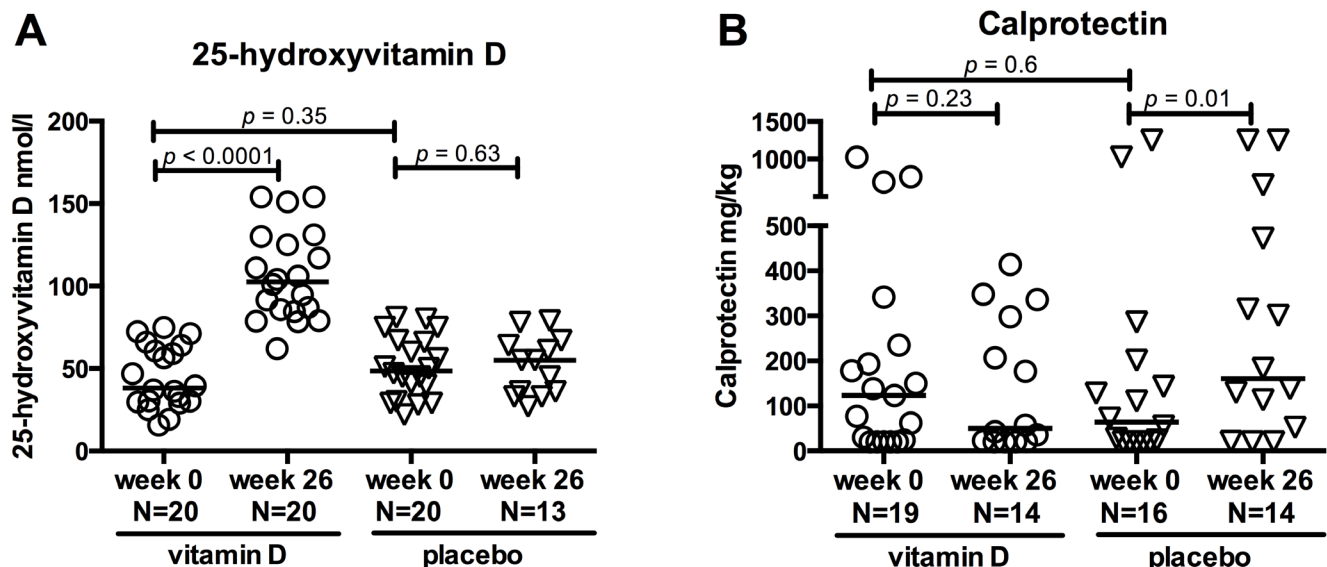 A
25-hydroxyvitamin D
25-hydroxyvitamin D nmol/l
200
150
100
50
0
p = 0.35
p < 0.0001
p = 0.63
week 0 week 26 week 0 week 26
N=20 N=20 N=20 N=13
vitamin D placebo
B
Calprotectin
Calprotectin mg/kg
1500
1000
500
400
300
200
100
0
p = 0.6
p = 0.23
p = 0.01
week 0 week 26 week 0 week 26
N=19 N=14 N=16 N=14
vitamin D placebo